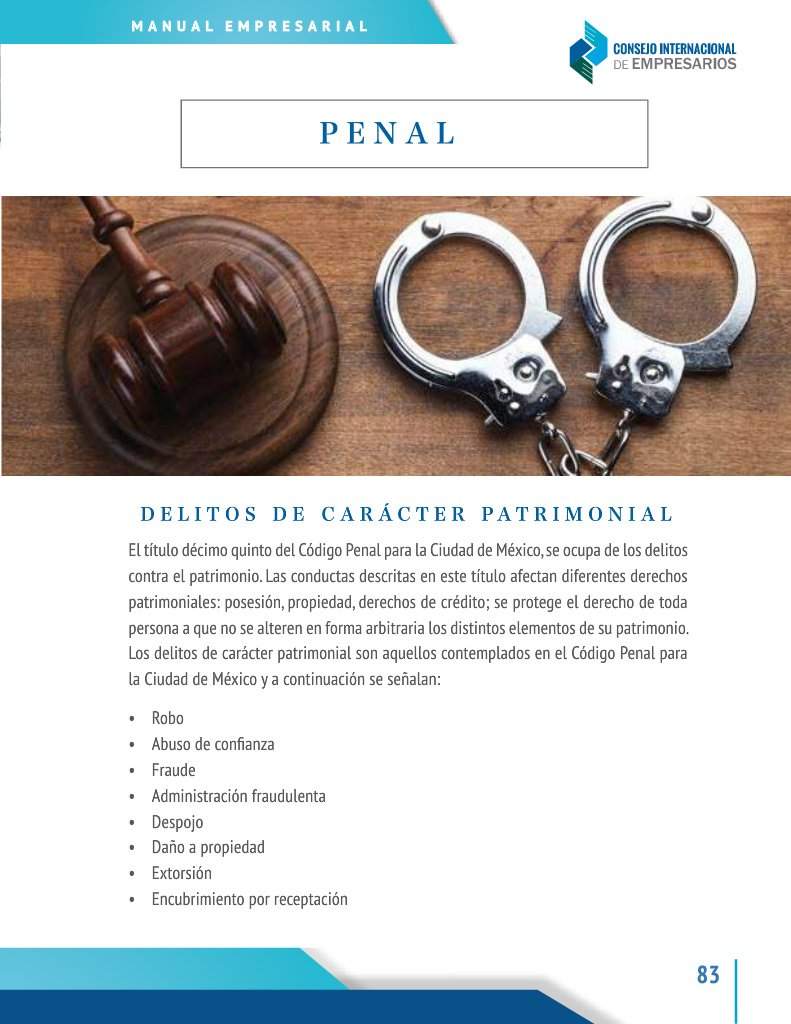 MANUAL EMPRESARIAL
CONSEJO INTERNACIONAL
DE EMPRESARIOS
PENAL
DELITOS DE CARÁCTER PATRIMONIAL
El título décimo quinto del Código Penal para la Ciudad de México, se ocupa de los delitos
contra el patrimonio. Las conductas descritas en este título afectan diferentes derechos
patrimoniales: posesión, propiedad, derechos de crédito; se protege el derecho de toda
persona a que no se alteren en forma arbitraria los distintos elementos de su patrimonio.
Los delitos de carácter patrimonial son aquellos contemplados en el Código Penal para
la Ciudad de México y a continuación se señalan:
• Robo
• Abuso de confianza
• Fraude
• Administración fraudulenta
• Despojo
• Daño a propiedad
• Extorsión
• Encubrimiento por receptación
83